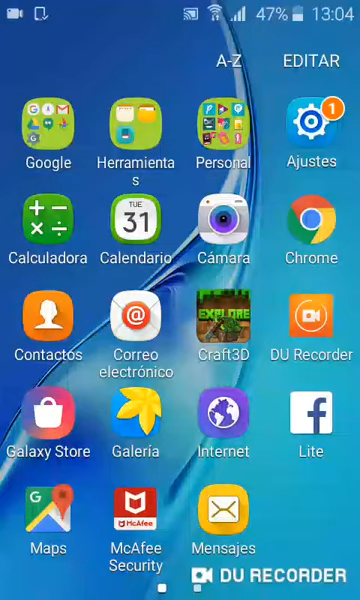 47% 13:04
A-Z EDITAR
1
Google Herramienta Personal Ajustes
s
TUE
31
Calculadora Calendario Cámara Chrome
EXPLORE
Contactos Correo Craft3D DU Recorder
electrónico
Galaxy Store Galería Internet Lite
G
McAfee
Maps McAfee Mensajes
Security
DU RECORDER